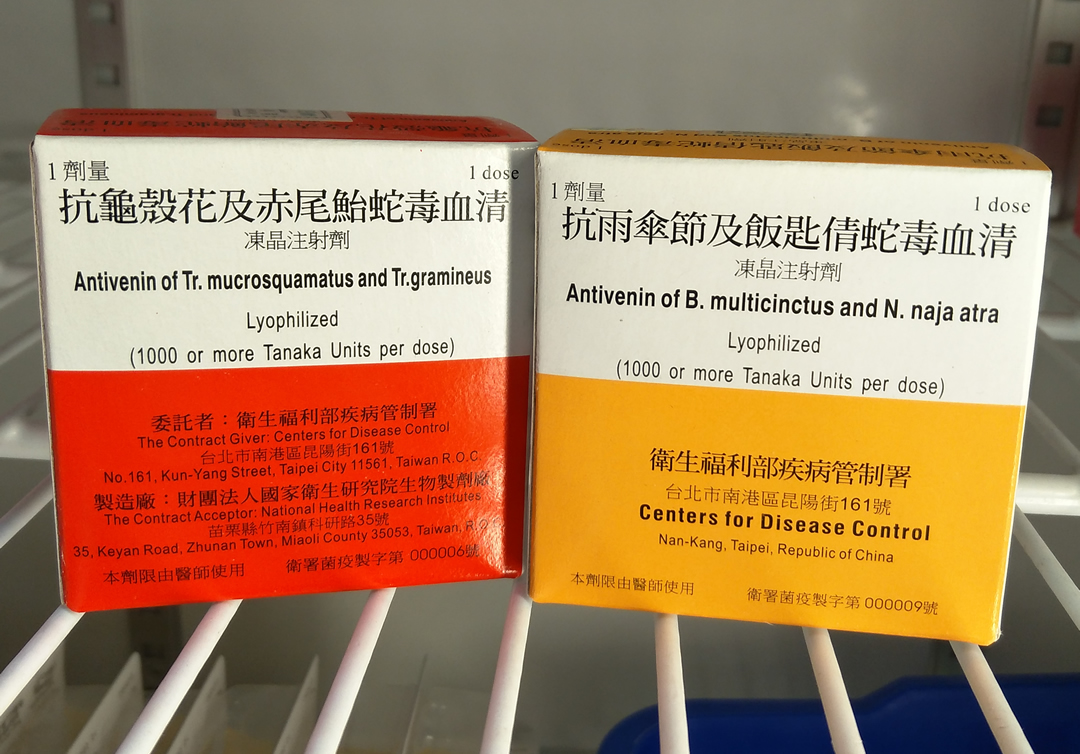 1劑量
1 dose
抗龜殼花及赤尾鮐蛇毒血清
凍晶注射劑
Antivenin of Tr. mucrosquamatus and Tr.gramineus
Lyophilized
(1000 or more Tanaka Units per dose)
委託者：衛生福利部疾病管制署
The Contract Giver: Centers for Disease Control
台北市南港區昆陽街161號
No.161, Kun-Yang Street, Taipei City 11561, Taiwan R.O.C
製造廠：財團法人國家衛生研究院生物製劑廠
The Contract Acceptor: National Health Research Institutes
苗栗縣竹南鎮科研路35號
35, Keyan Road, Zhunan Town, Miaoli County 35053, Taiwan, R.O
本劑限由醫師使用
衛署菌疫製字第 000006號
1劑量
1 dose
抗雨傘節及飯匙倩蛇毒血清
凍晶注射劑
Antivenin of B. multicinctus and N. naja atra
Lyophilized
(1000 or more Tanaka Units per dose)
衛生福利部疾病管制署
台北市南港區昆陽街161號
Centers for Disease Control
Nan-Kang, Taipei, Republic of China
本劑限由醫師使用
衛署菌疫製字第 000009號